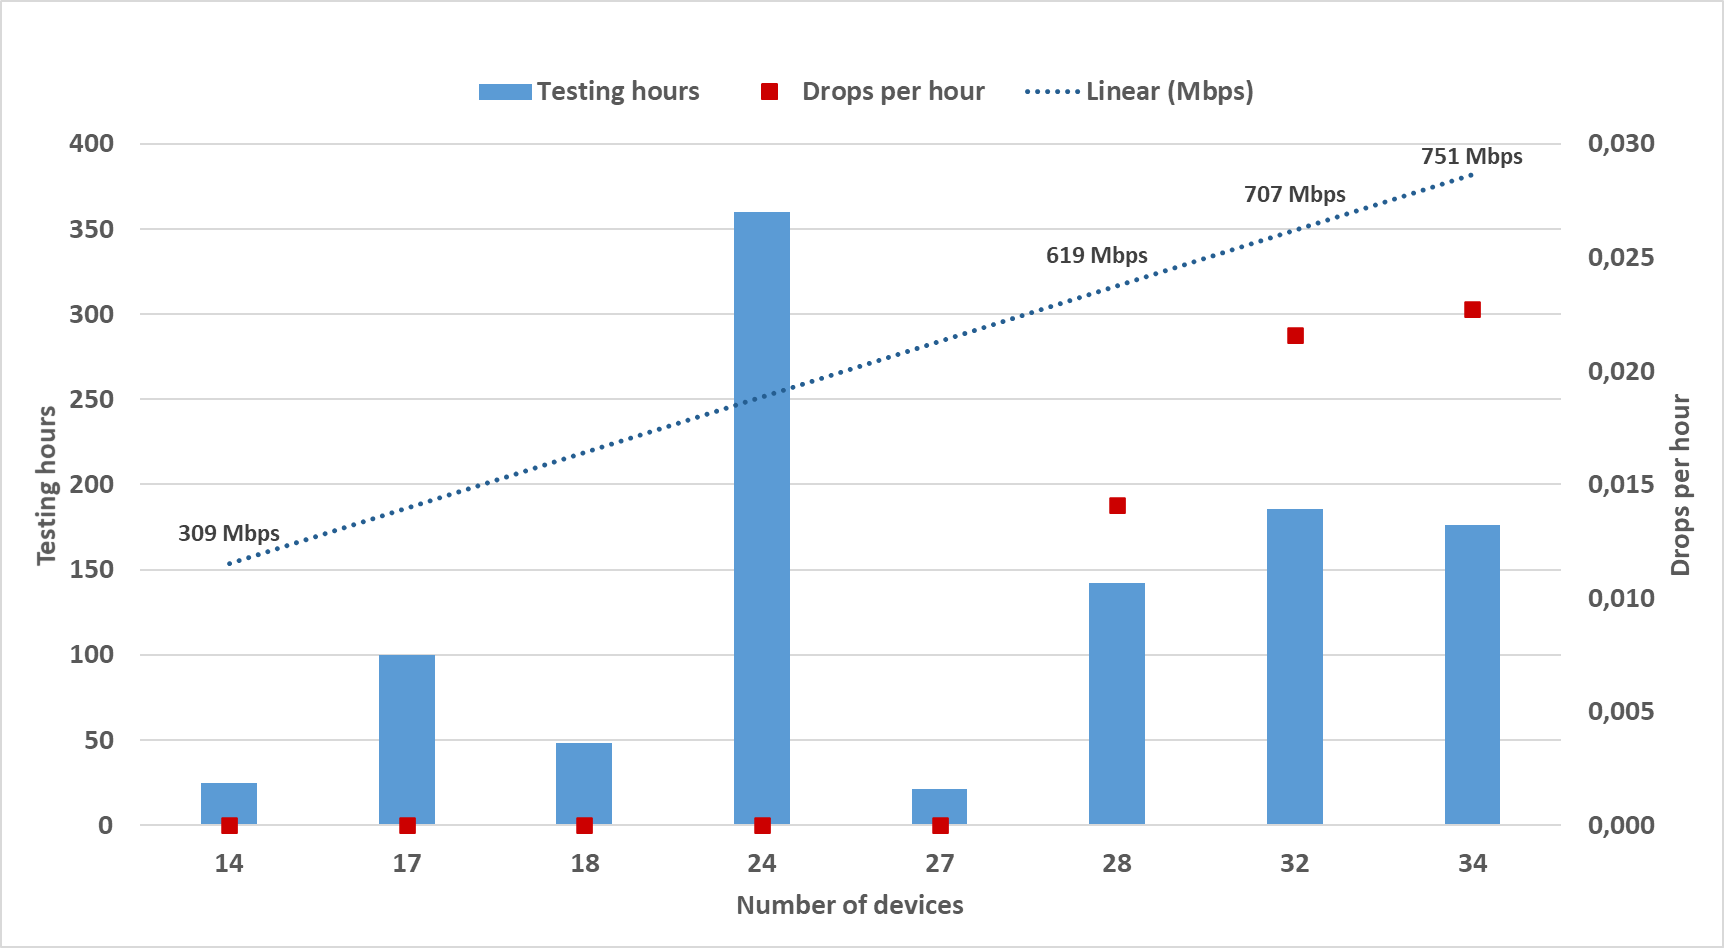 Testing hours Drops per hour Linear (Mbps)
400
350
300
250
200
150
100
50
0
Testing hours
0,030
0,025
0,020
0,015
0,010
0,005
0,000
Drops per hour
309 Mbps
619 Mbps
707 Mbps
751 Mbps
14 17 18 24 27 28 32 34
Number of devices